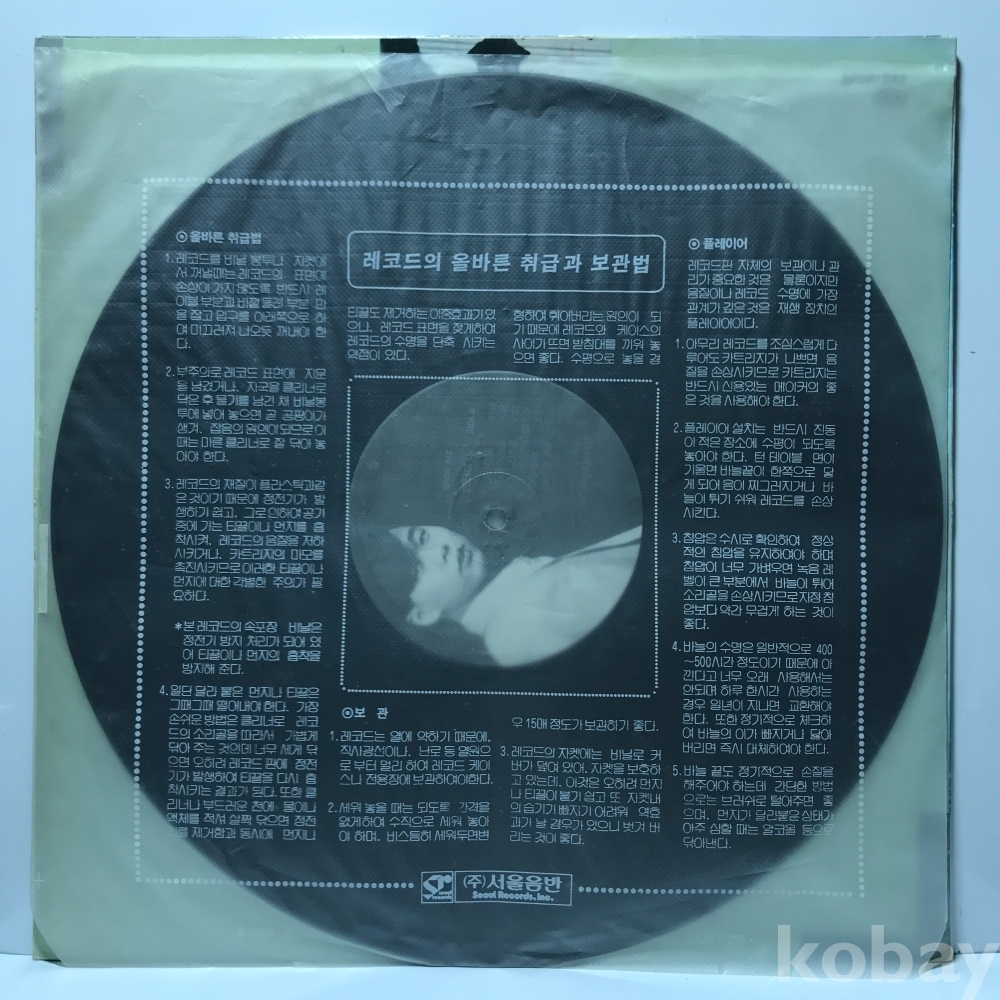 레코드의 올바른 취급과 보관법
⊙올바른 취급법
1. 레코드를 비닐 봉투나 자켓에
서 꺼낼때는 레코드의 표면에
손상이 가지 않도록 반드시 레
이블 부분과 바깥 둘레 부분 만
을 잡고 입구를 아래쪽으로 하
여 미끄러져 나오도록 꺼내야 한
다.
2. 부주의로 레코드 표면에 지문
을 남겼거나, 자국을 클리너로
닦은 후 물기를 남긴 채 비닐봉
투에 넣어 놓으면 곧 곰팡이가
생겨, 잡음의 원인이 되므로 이
때는 마른 클리너로 잘 닦아 놓
아야 한다.
3. 레코드의 재질이 플라스틱과같
은 것이기 때문에 정전기가 발
생하기 쉽고, 그로 인하여 공기
중에 가는 티끌이나 먼지를 흡
착시켜, 레코드의 음질을 저하
시키거나, 카트리지의 마모를
촉진시키므로 이러한 티끌이나
먼지에 대한 각별한 주의가 필
요하다.
*본 레코드의 속포장 비닐은
정전기 방지 처리가 되어 있
어 티끌이나 먼지의 흡착을
방지해 준다.
4. 일단 달라 붙은 먼지나 티끌은
그때그때 떨어내야 한다. 가장
손쉬운 방법은 클리너로 레코
드의 소리골을 따라서 가볍게
닦아 주는 것인데 너무 세게 닦
으면 오히려 레코드 판에 정전
기가 발생하여 티끌을 다시 흡
착시키는 결과가 된다. 또한 클
리너나 부드러운 천에 물이나
액체를 적셔 살짝 닦으면 정전
기를 제거함과 동시에 먼지나
티끌도 제거하는 이중효과가있
으나, 레코드 표면을 젖게하여
레코드의 수명을 단축 시키는
약점이 있다.
⊙보 관
1. 레코드는 열에 약하기 때문에,
직사광선이나, 난로 등 열원으
로 부터 멀리 하여 레코드 케이
스나 전용장에 보관하여야한다.
2. 세워 놓을 때는 되도록 간격을
없게하여 수직으로 세워 놓아
야 하며, 비스듬히 세워두면변
형하여 휘어버리는 원인이 되
기 때문에 레코드와 케이스의
사이가 뜨면 받침대를 끼워 놓
으면 좋다. 수평으로 놓을 경
우 15매 정도가 보관하기 좋다.
3. 레코드의 자켓에는 비닐로 커
버가 덮여 있어, 자켓을 보호하
고 있는데, 이것은 오히려 먼지
나 티끌이 붙기 쉽고 또 자켓내
의 습기가 빠지기 어려워 역효
과가 날 경우가 있으니 벗겨 버
리는 것이 좋다.
⊙플레이어
레코드판 자체의 보관이나 관
리가 중요한 것은 물론이지만
음질이나 레코드 수명에 가장
관계가 깊은 것은 재생 장치인
플레이어이다.
1. 아무리 레코드를 조심스럽게 다
루어도 카트리지가 나쁘면 음
질을 손상시키므로 카트리지는
반드시 신용있는 메이커의 좋
은 것을 사용해야 한다.
2. 플레이어 설치는 반드시 진동
이 적은 장소에 수평이 되도록
놓아야 한다. 턴 테이블 면이
기울면 바늘끝이 한쪽으로 닿
게 되어 음이 찌그러지거나 바
늘이 튀기 쉬워 레코드를 손상
시킨다.
3. 침압은 수시로 확인하여 정상
적인 침압을 유지하여야 하며
침압이 너무 가벼우면 녹음 레
벨이 큰 부분에서 바늘이 튀어
소리골을 손상시키므로 지정 침
압보다 약간 무겁게 하는 것이
좋다.
4. 바늘의 수명은 일반적으로 400
~500시간 정도이기 때문에 아
낀다고 너무 오래 사용해서는
안되며 하루 한시간 사용하는
경우 일년이 지나면 교환해야
한다. 또한 정기적으로 체크하
여 바늘의 이가 빠지거나 닳아
버리면 즉시 대체하여야 한다.
5. 바늘 끝도 정기적으로 손질을
해주어야 하는데 간단한 방법
으로는 브러쉬로 털어주면 좋
으며, 먼지가 달라붙은 상태가
아주 심할 때는 알코올 등으로
닦아낸다.
seoul records
(주)서울음반
Seoul Records, Inc.
kobay